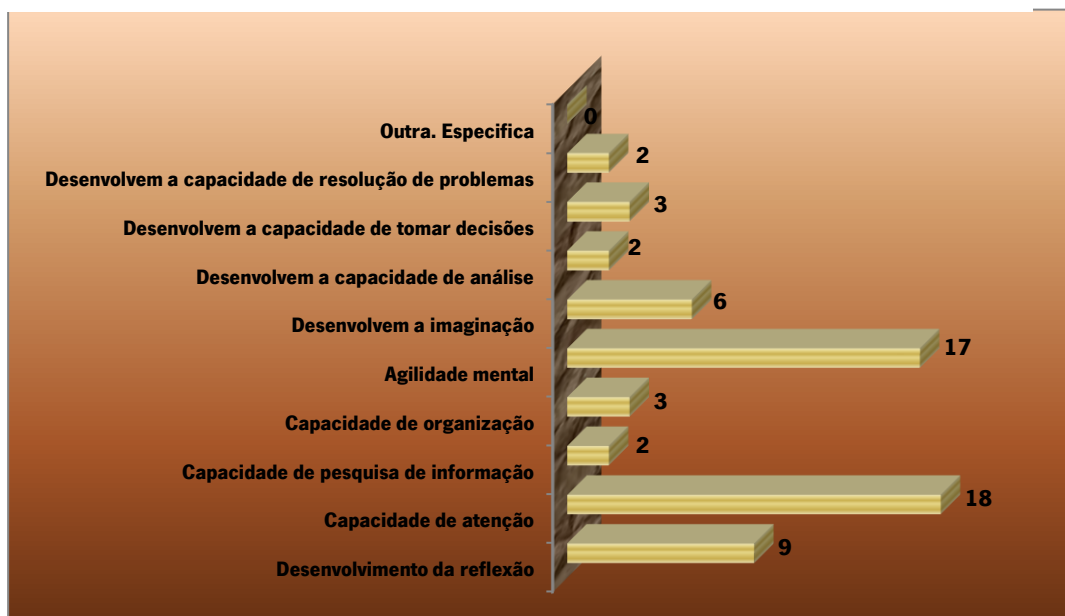 Outra. Especifica 0
Desenvolvem a capacidade de resolução de problemas 2
Desenvolvem a capacidade de tomar decisões 3
Desenvolvem a capacidade de análise 2
Desenvolvem a imaginação 6
Agilidade mental 17
Capacidade de organização 3
Capacidade de pesquisa de informação 2
Capacidade de atenção 18
Desenvolvimento da reflexão 9